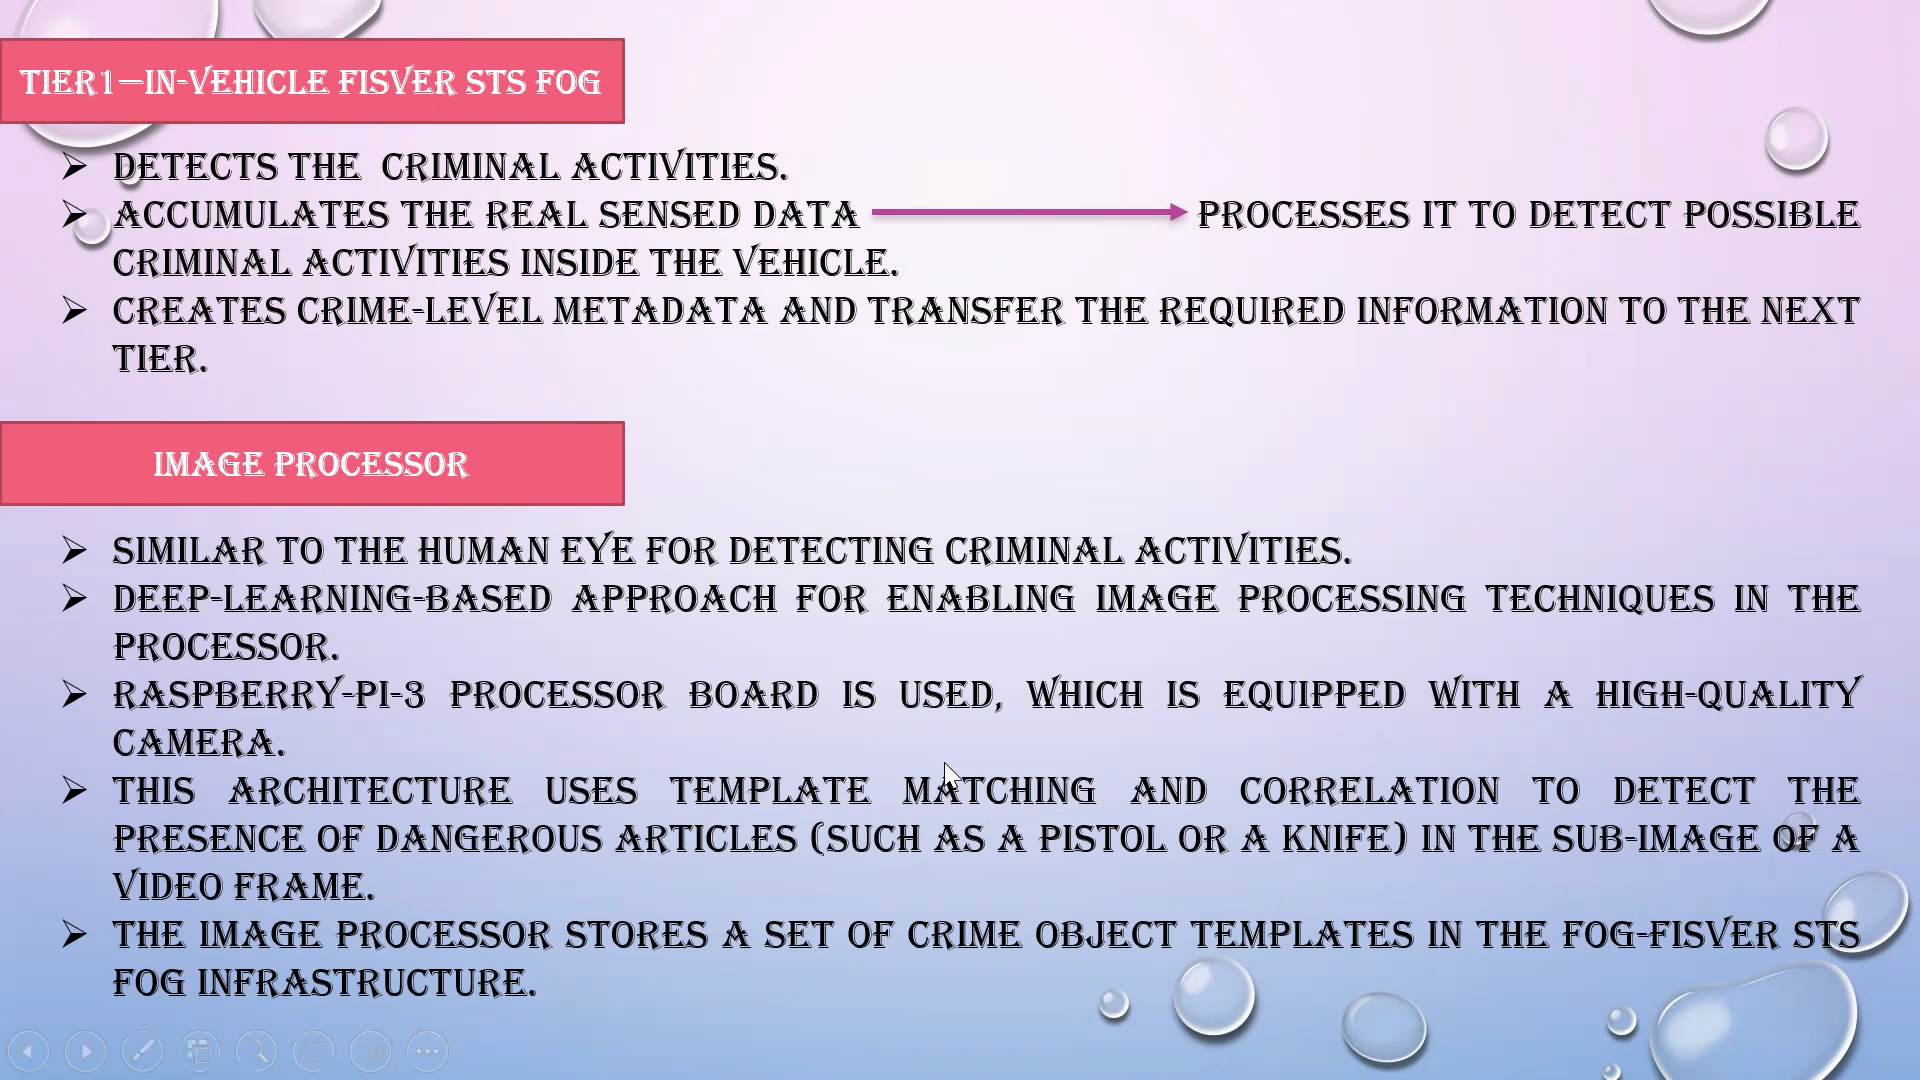 TIER1—IN-VEHICLE FISVER STS FOG
DETECTS THE CRIMINAL ACTIVITIES.
ACCUMULATES THE REAL SENSED DATA PROCESSES IT TO DETECT POSSIBLE
CRIMINAL ACTIVITIES INSIDE THE VEHICLE.
CREATES CRIME-LEVEL METADATA AND TRANSFER THE REQUIRED INFORMATION TO THE NEXT
TIER.
IMAGE PROCESSOR
SIMILAR TO THE HUMAN EYE FOR DETECTING CRIMINAL ACTIVITIES.
DEEP-LEARNING-BASED APPROACH FOR ENABLING IMAGE PROCESSING TECHNIQUES IN THE
PROCESSOR.
RASPBERRY-PI-3 PROCESSOR BOARD IS USED, WHICH IS EQUIPPED WITH A HIGH-QUALITY
CAMERA.
THIS ARCHITECTURE USES TEMPLATE MATCHING AND CORRELATION TO DETECT THE
PRESENCE OF DANGEROUS ARTICLES (SUCH AS A PISTOL OR A KNIFE) IN THE SUB-IMAGE OF A
VIDEO FRAME.
THE IMAGE PROCESSOR STORES A SET OF CRIME OBJECT TEMPLATES IN THE FOG-FISVER STS
FOG INFRASTRUCTURE.